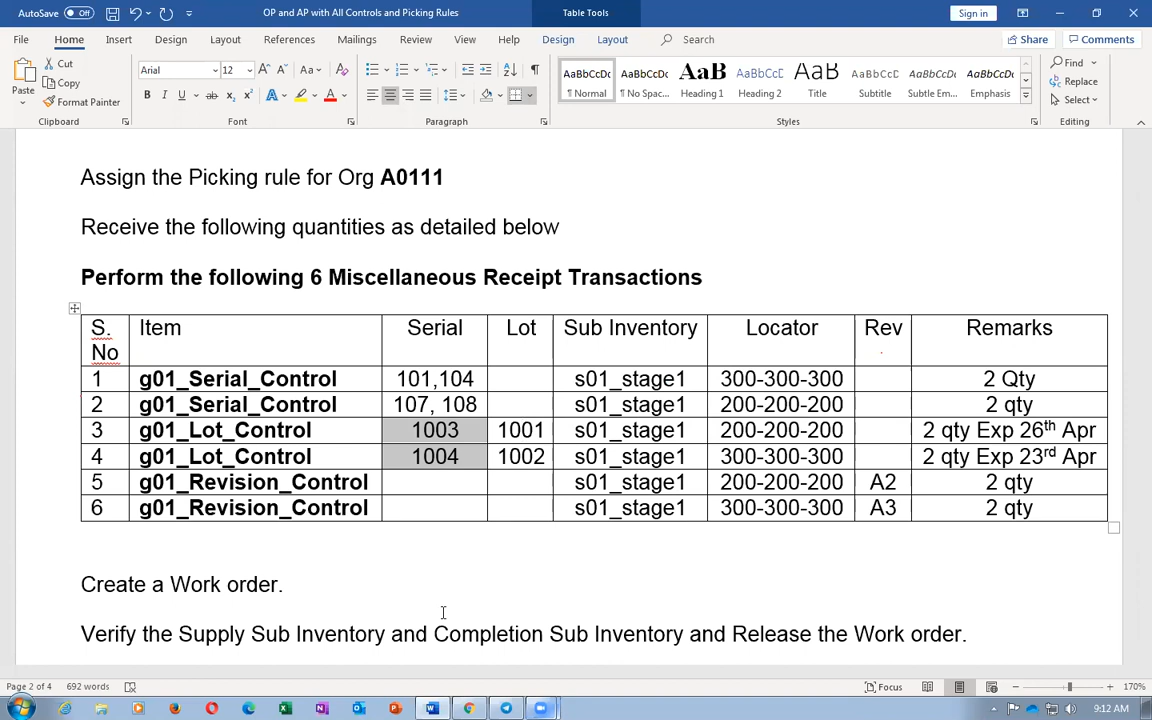 AutoSave Off OP and AP with All Controls and Picking Rules Table Tools Sign in
File Home Insert Design Layout References Mailings Review View Help Design Layout Search Share Comments
Paste Cut Copy Format Painter
Arial 12
AaBbCcDc AaBbCcDc AaB AaBbCcD AaB AaBbCcD AaBbCcDc AaBbCcDc
¶ Normal ¶ No Spac... Heading 1 Heading 2 Title Subtitle Subtle Em... Emphasis
Find Replace Select
Clipboard Font Paragraph Styles Editing
Assign the Picking rule for Org A0111
Receive the following quantities as detailed below
Perform the following 6 Miscellaneous Receipt Transactions
S. No Item Serial Lot Sub Inventory Locator Rev. Remarks
1 g01_Serial_Control 101,104 s01_stage1 300-300-300 2 Qty
2 g01_Serial_Control 107, 108 s01_stage1 200-200-200 2 qty
3 g01_Lot_Control 1003 1001 s01_stage1 200-200-200 2 qty Exp 26th Apr
4 g01_Lot_Control 1004 1002 s01_stage1 300-300-300 2 qty Exp 23rd Apr
5 g01_Revision_Control s01_stage1 200-200-200 A2 2 qty
6 g01_Revision_Control s01_stage1 300-300-300 A3 2 qty
Create a Work order.
Verify the Supply Sub Inventory and Completion Sub Inventory and Release the Work order.
Page 2 of 4 692 words Focus 170%
9:12 AM